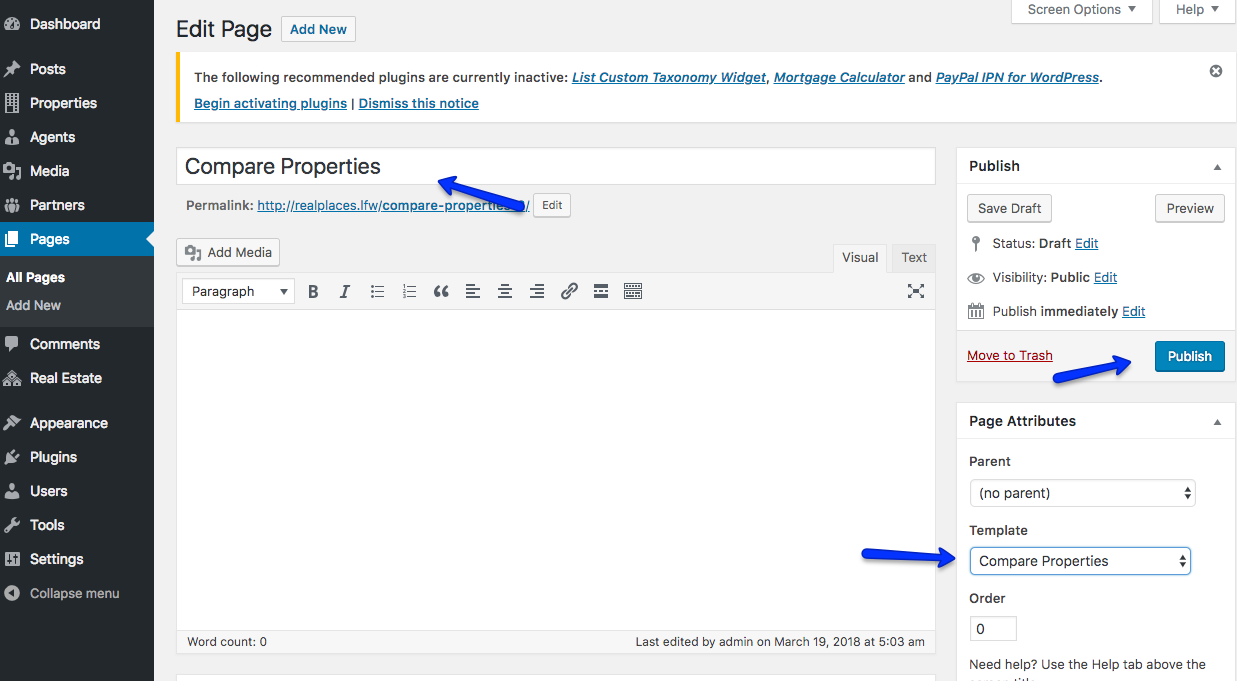 Dashboard
Posts
Properties
Agents
Media
Partners
Pages
All Pages
Add New
Comments
Real Estate
Appearance
Plugins
Users
Tools
Settings
Collapse menu
Screen Options
Help
Edit Page
Add New
The following recommended plugins are currently inactive: List Custom Taxonomy Widget, Mortgage Calculator and PayPal IPN for WordPress.
Begin activating plugins | Dismiss this notice
Compare Properties
Permalink: http://realplaces.lfw/compare-properties
Edit
Add Media
Visual
Text
Paragraph
B
I
Word count: 0
Last edited by admin on March 19, 2018 at 5:03 am
Publish
Save Draft
Preview
Status: Draft Edit
Visibility: Public Edit
Publish immediately Edit
Move to Trash
Publish
Page Attributes
Parent
(no parent)
Template
Compare Properties
Order
0
Need help? Use the Help tab above the